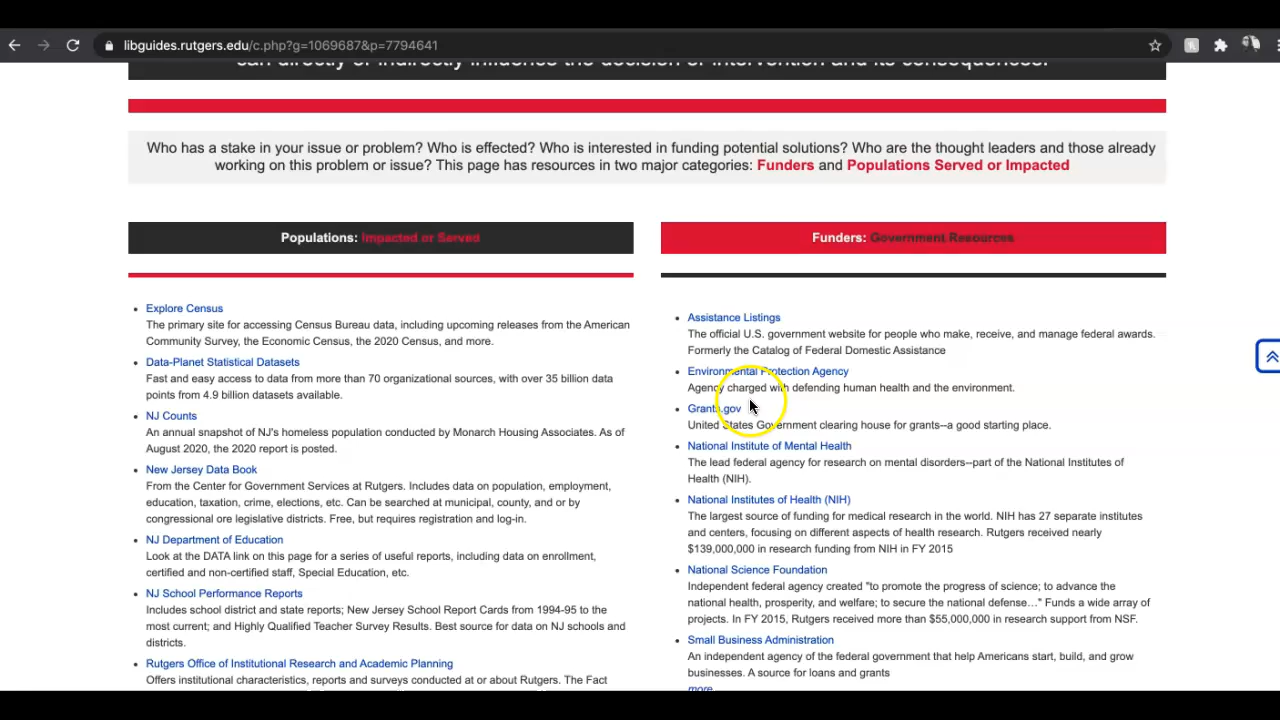 libguides.rutgers.edu/c.php?g=1069687&p=7794641
can directly or indirectly influence the decision or intervention and its consequences.
Who has a stake in your issue or problem? Who is effected? Who is interested in funding potential solutions? Who are the thought leaders and those already
working on this problem or issue? This page has resources in two major categories: Funders and Populations Served or Impacted
Populations: Impacted or Served
Explore Census
The primary site for accessing Census Bureau data, including upcoming releases from the American
Community Survey, the Economic Census, the 2020 Census, and more.
Data-Planet Statistical Datasets
Fast and easy access to data from more than 70 organizational sources, with over 35 billion data
points from 4.9 billion datasets available.
NJ Counts
An annual snapshot of NJ's homeless population conducted by Monarch Housing Associates. As of
August 2020, the 2020 report is posted.
New Jersey Data Book
From the Center for Government Services at Rutgers. Includes data on population, employment,
education, taxation, crime, elections, etc. Can be searched at municipal, county, and or by
congressional ore legislative districts. Free, but requires registration and log-in.
NJ Department of Education
Look at the DATA link on this page for a series of useful reports, including data on enrollment,
certified and non-certified staff, Special Education, etc.
NJ School Performance Reports
Includes school district and state reports; New Jersey School Report Cards from 1994-95 to the
most current; and Highly Qualified Teacher Survey Results. Best source for data on NJ schools and
districts.
Rutgers Office of Institutional Research and Academic Planning
Offers institutional characteristics, reports and surveys conducted at or about Rutgers. The Fact
Funders: Government Resources
Assistance Listings
The official U.S. government website for people who make, receive, and manage federal awards.
Formerly the Catalog of Federal Domestic Assistance
Environmental Protection Agency
Agency charged with defending human health and the environment.
Grants.gov
United States Government clearing house for grants--a good starting place.
National Institute of Mental Health
The lead federal agency for research on mental disorders--part of the National Institutes of
Health (NIH).
National Institutes of Health (NIH)
The largest source of funding for medical research in the world. NIH has 27 separate institutes
and centers, focusing on different aspects of health research. Rutgers received nearly
$139,000,000 in research funding from NIH in FY 2015
National Science Foundation
Independent federal agency created "to promote the progress of science; to advance the
national health, prosperity, and welfare; to secure the national defense…" Funds a wide array of
projects. In FY 2015, Rutgers received more than $55,000,000 in research support from NSF.
Small Business Administration
An independent agency of the federal government that help Americans start, build, and grow
businesses. A source for loans and grants
more